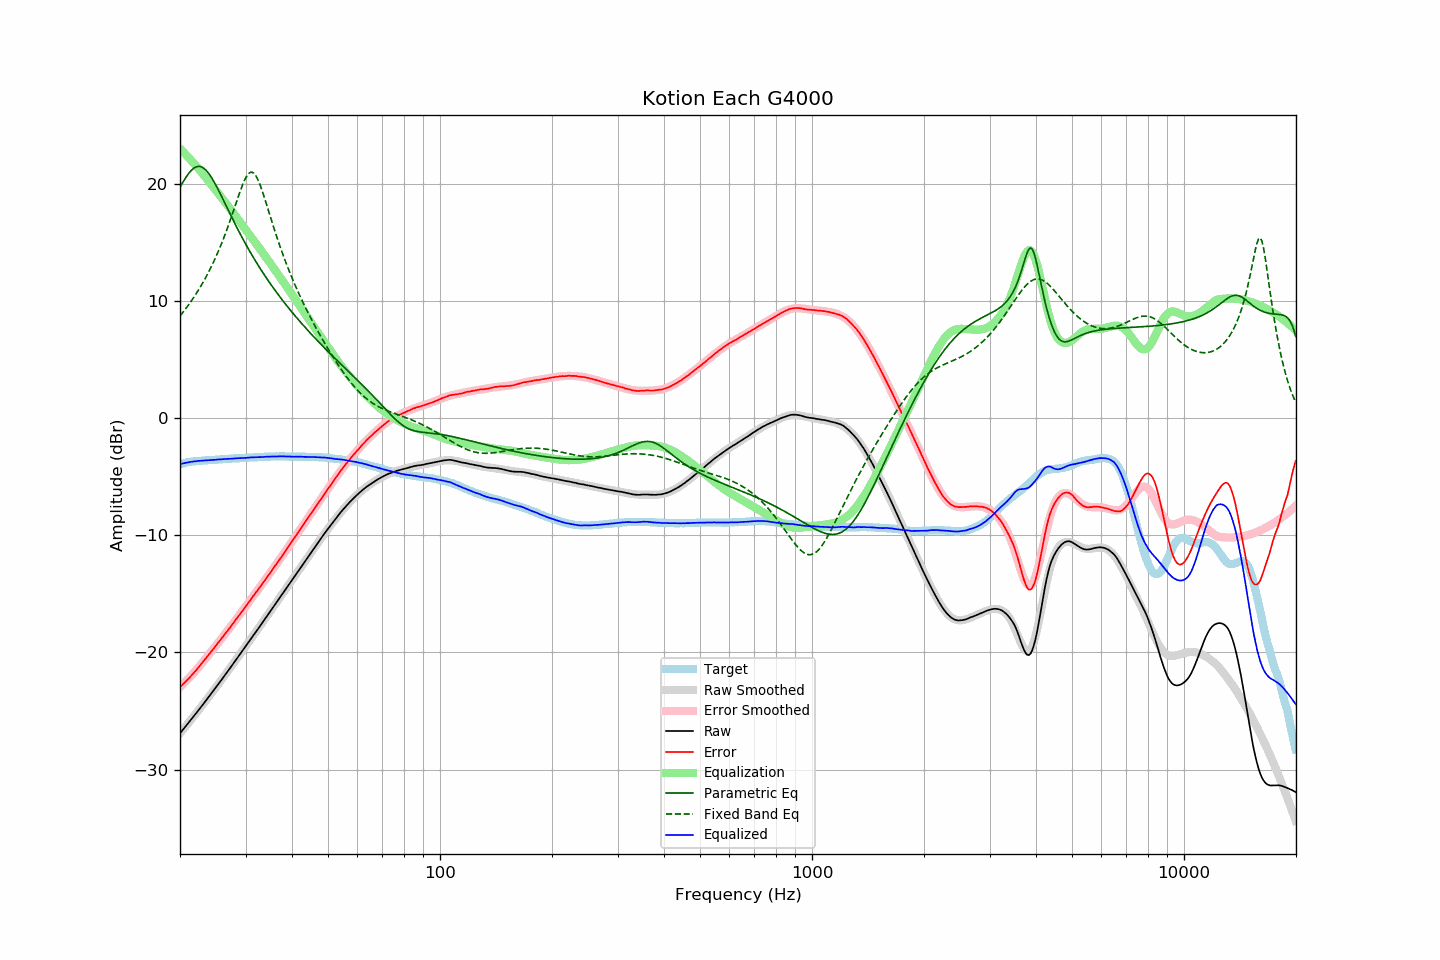 Kotion Each G4000
Amplitude (dBr)
20
10
0
−10
−20
−30
Target
Raw Smoothed
Error Smoothed
Raw
Error
Equalization
Parametric Eq
Fixed Band Eq
Equalized
100
1000
10000
Frequency (Hz)